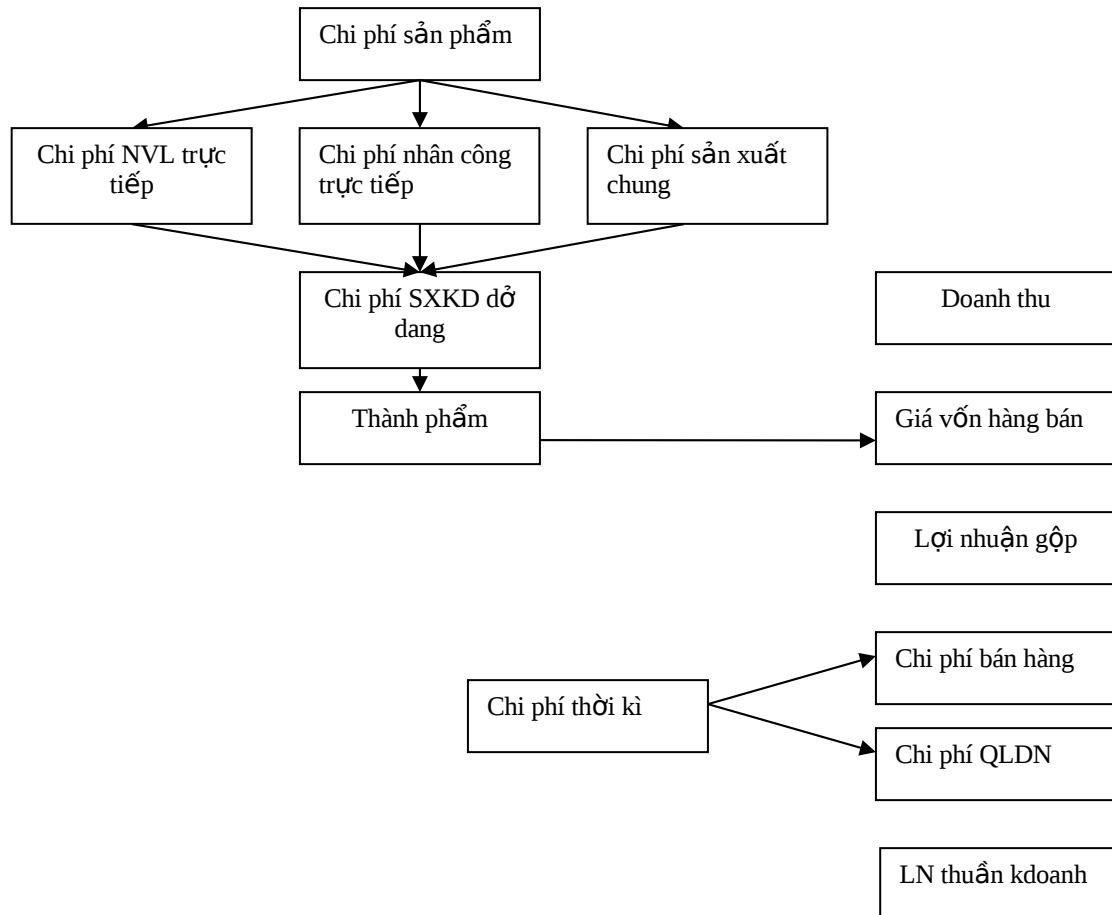 Chi phí sản phẩm
Chi phí NVL trực
tiếp
Chi phí nhân công
trực tiếp
Chi phí sản xuất
chung
Chi phí SXKD dở
dang
Doanh thu
Thành phẩm
Giá vốn hàng bán
Lợi nhuận gộp
Chi phí bán hàng
Chi phí thời kì
Chi phí QLDN
LN thuần kdoanh